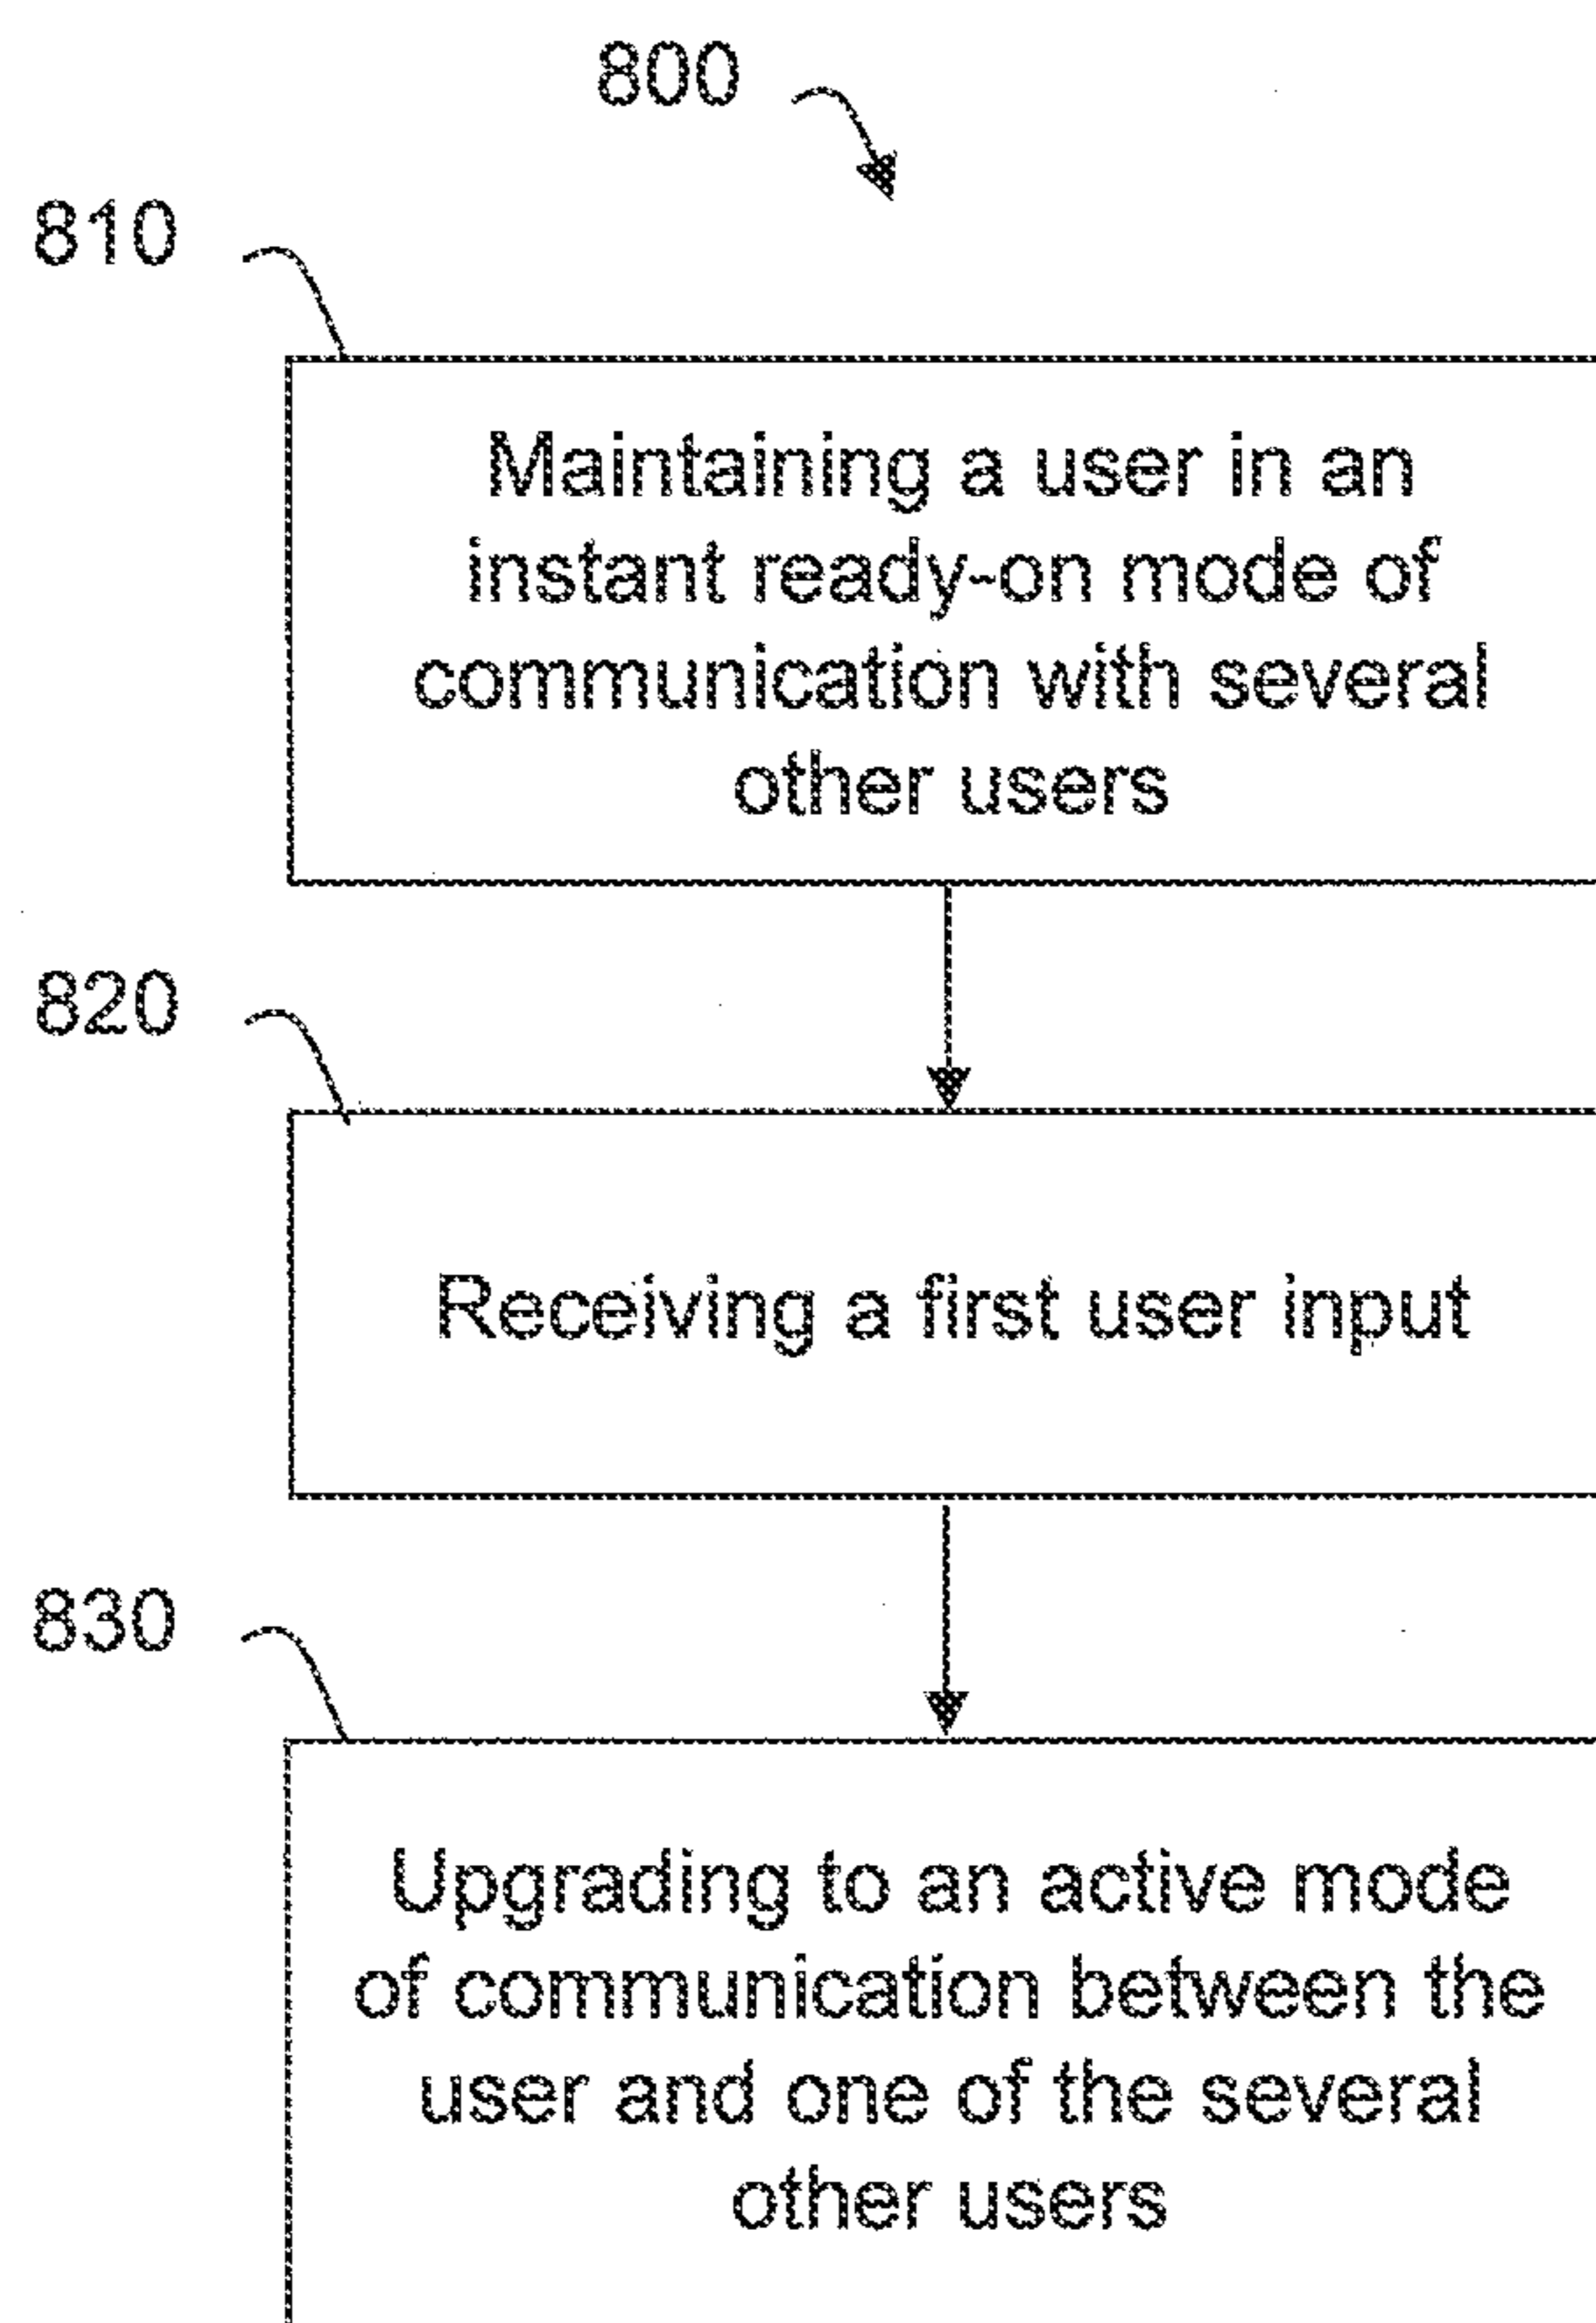 800
810
Maintaining a user in an
instant ready-on mode of
communication with several
other users
820
Receiving a first user input
830
Upgrading to an active mode
of communication between the
user and one of the several
other users